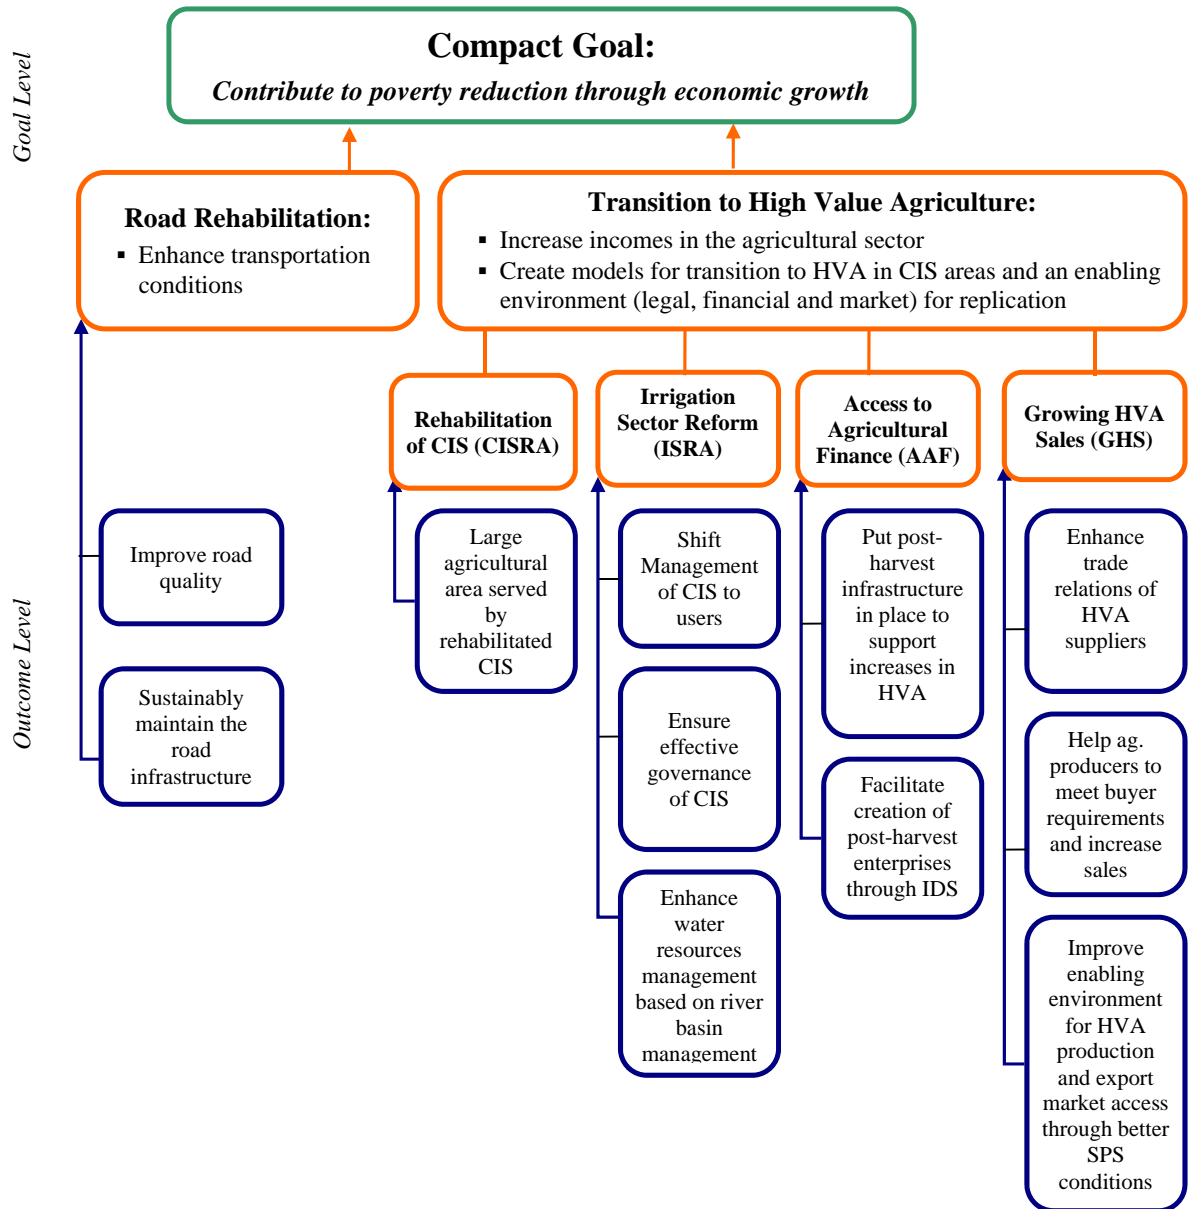 Goal Level
Compact Goal:
Contribute to poverty reduction through economic growth
Road Rehabilitation:
▪ Enhance transportation
conditions
Transition to High Value Agriculture:
▪ Increase incomes in the agricultural sector
▪ Create models for transition to HVA in CIS areas and an enabling
environment (legal, financial and market) for replication
Rehabilitation
of CIS (CISRA)
Irrigation
Sector Reform
(ISRA)
Access to
Agricultural
Finance (AAF)
Growing HVA
Sales (GHS)
Outcome Level
Improve road
quality
Sustainably
maintain the
road
infrastructure
Large
agricultural
area served
by
rehabilitated
CIS
Shift
Management
of CIS to
users
Ensure
effective
governance
of CIS
Enhance
water
resources
management
based on river
basin
management
Put post-
harvest
infrastructure
in place to
support
increases in
HVA
Facilitate
creation of
post-harvest
enterprises
through IDS
Enhance
trade
relations of
HVA
suppliers
Help ag.
producers to
meet buyer
requirements
and increase
sales
Improve
enabling
environment
for HVA
production
and export
market access
through better
SPS
conditions